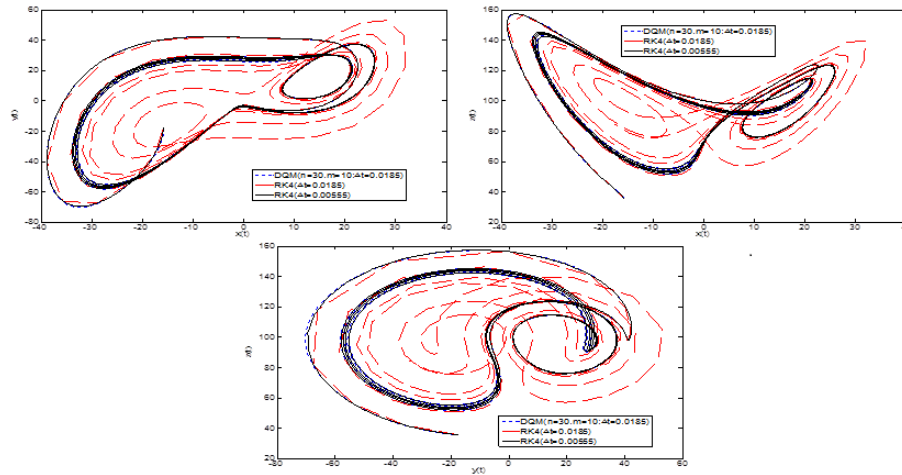 80
60
40
20
0
-20
-40
-60
-80
y(t)
-40 -30 -20 -10 0 10 20 30 40
x(t)
DQM(n=30.m=10:Δt=0.0185)
RK4(Δt=0.0185)
RK4(Δt=0.00555)
160
140
120
100
80
60
40
20
z(t)
-40 -30 -20 -10 0 10 20 30 40
x(t)
DQM(n=30.m=10:Δt=0.0185)
RK4(Δt=0.0185)
RK4(Δt=0.00555)
160
140
120
100
80
60
40
20
z(t)
-80 -60 -40 -20 0 20 40 60
y(t)
DQM(n=30.m=10:Δt=0.0185)
RK4(Δt=0.0185)
RK4(Δt=0.00555)